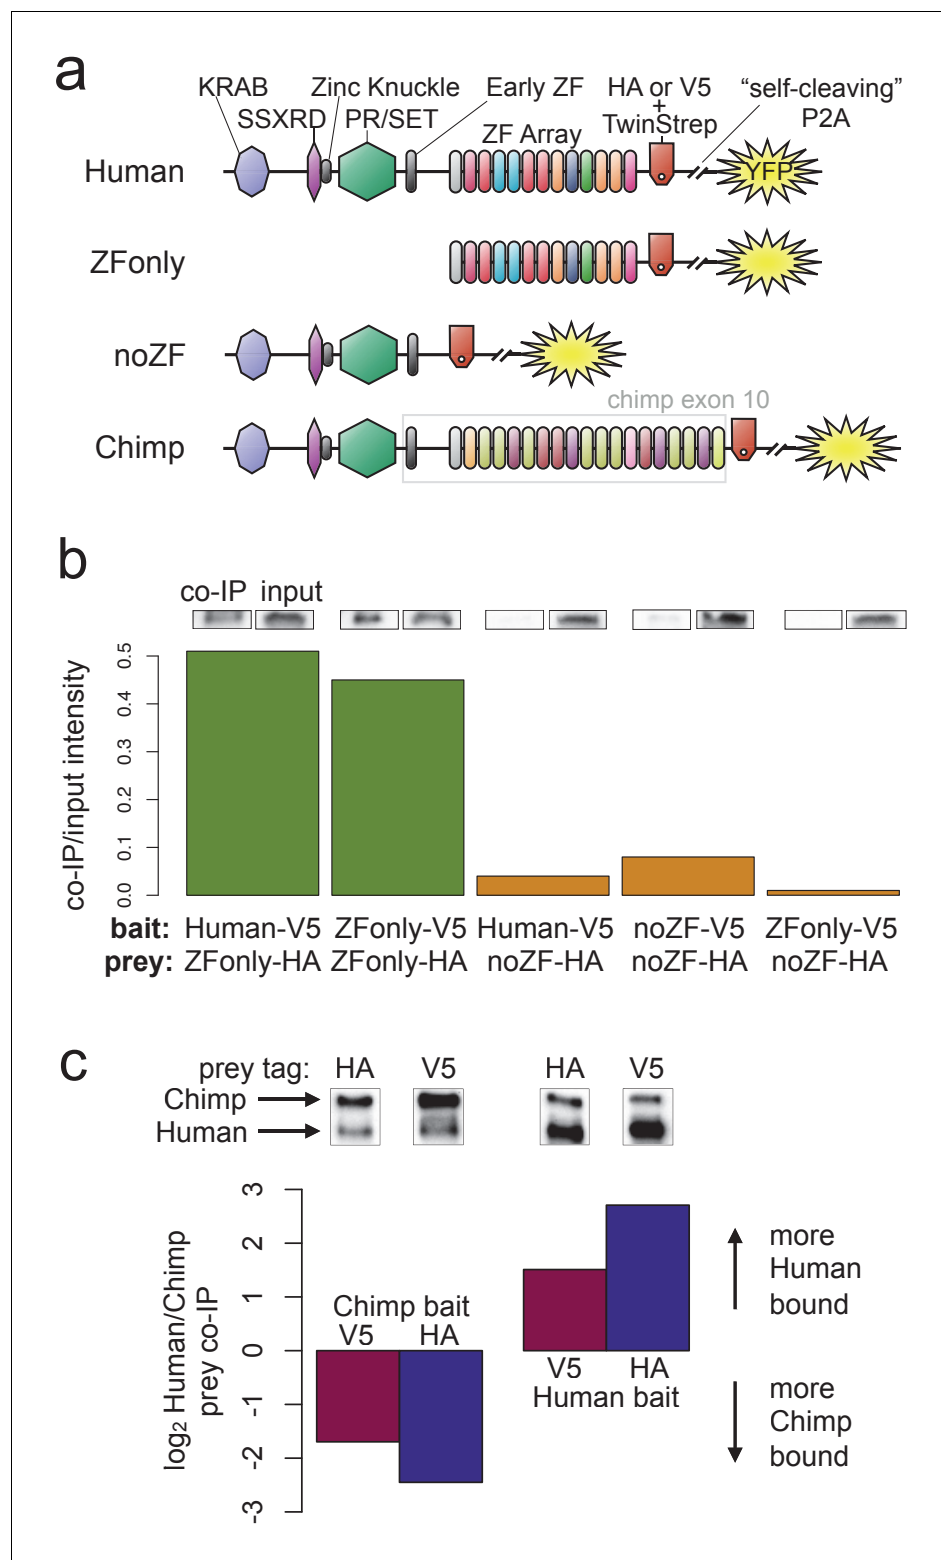 a
KRAB
Zinc Knuckle
Early ZF
HA or V5
+
TwinStrep
"self-cleaving"
P2A
SSXRD
PR/SET
ZF Array
Human
YFP
ZFonly
noZF
chimp exon 10
Chimp
b
co-IP input
co-IP/input intensity
0.5
0.4
0.3
0.2
0.1
0.0
bait: Human-V5 ZFonly-V5 Human-V5 noZF-V5 ZFonly-V5
prey: ZFonly-HA ZFonly-HA noZF-HA noZF-HA noZF-HA
c
prey tag: HA V5 HA V5
Chimp
Human
log2 Human/Chimp
prey co-IP
3
2
1
0
-1
-2
-3
Chimp bait
V5 HA
V5 HA
Human bait
more
Human
bound
more
Chimp
bound